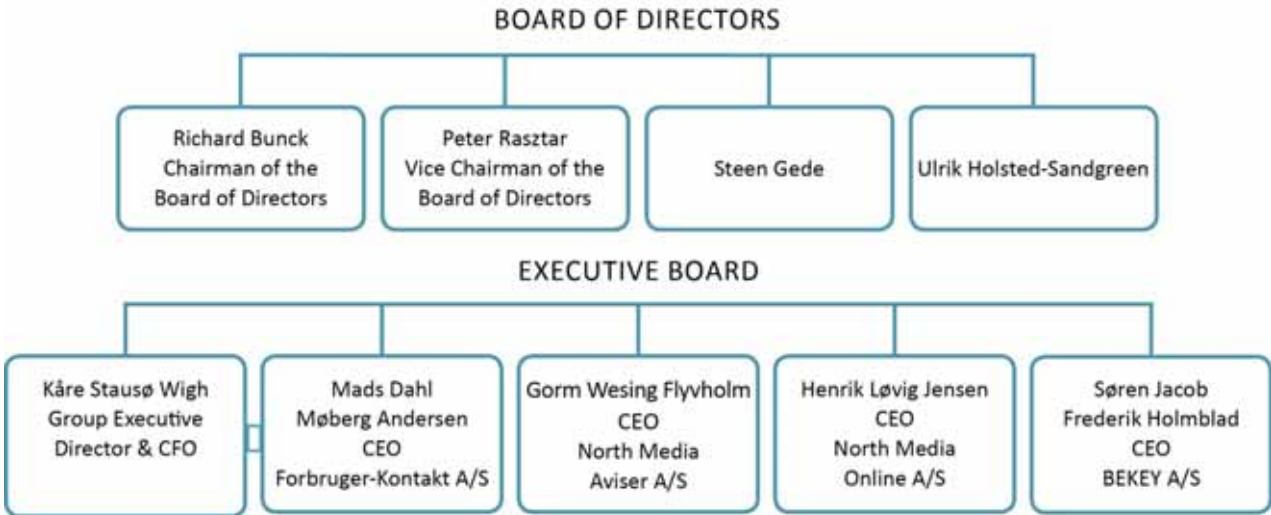 BOARD OF DIRECTORS
Richard Bunck
Chairman of the
Board of Directors
Peter Rasztar
Vice Chairman of the
Board of Directors
Steen Gede
Ulrik Holsted-Sandgreen
EXECUTIVE BOARD
Kåre Stausø Wigh
Group Executive
Director & CFO
Mads Dahl
Møberg Andersen
CEO
Forbruger-Kontakt A/S
Gorm Wesing Flyvholm
CEO
North Media
Aviser A/S
Henrik Løvig Jensen
CEO
North Media
Online A/S
Søren Jacob
Frederik Holmblad
CEO
BEKEY A/S